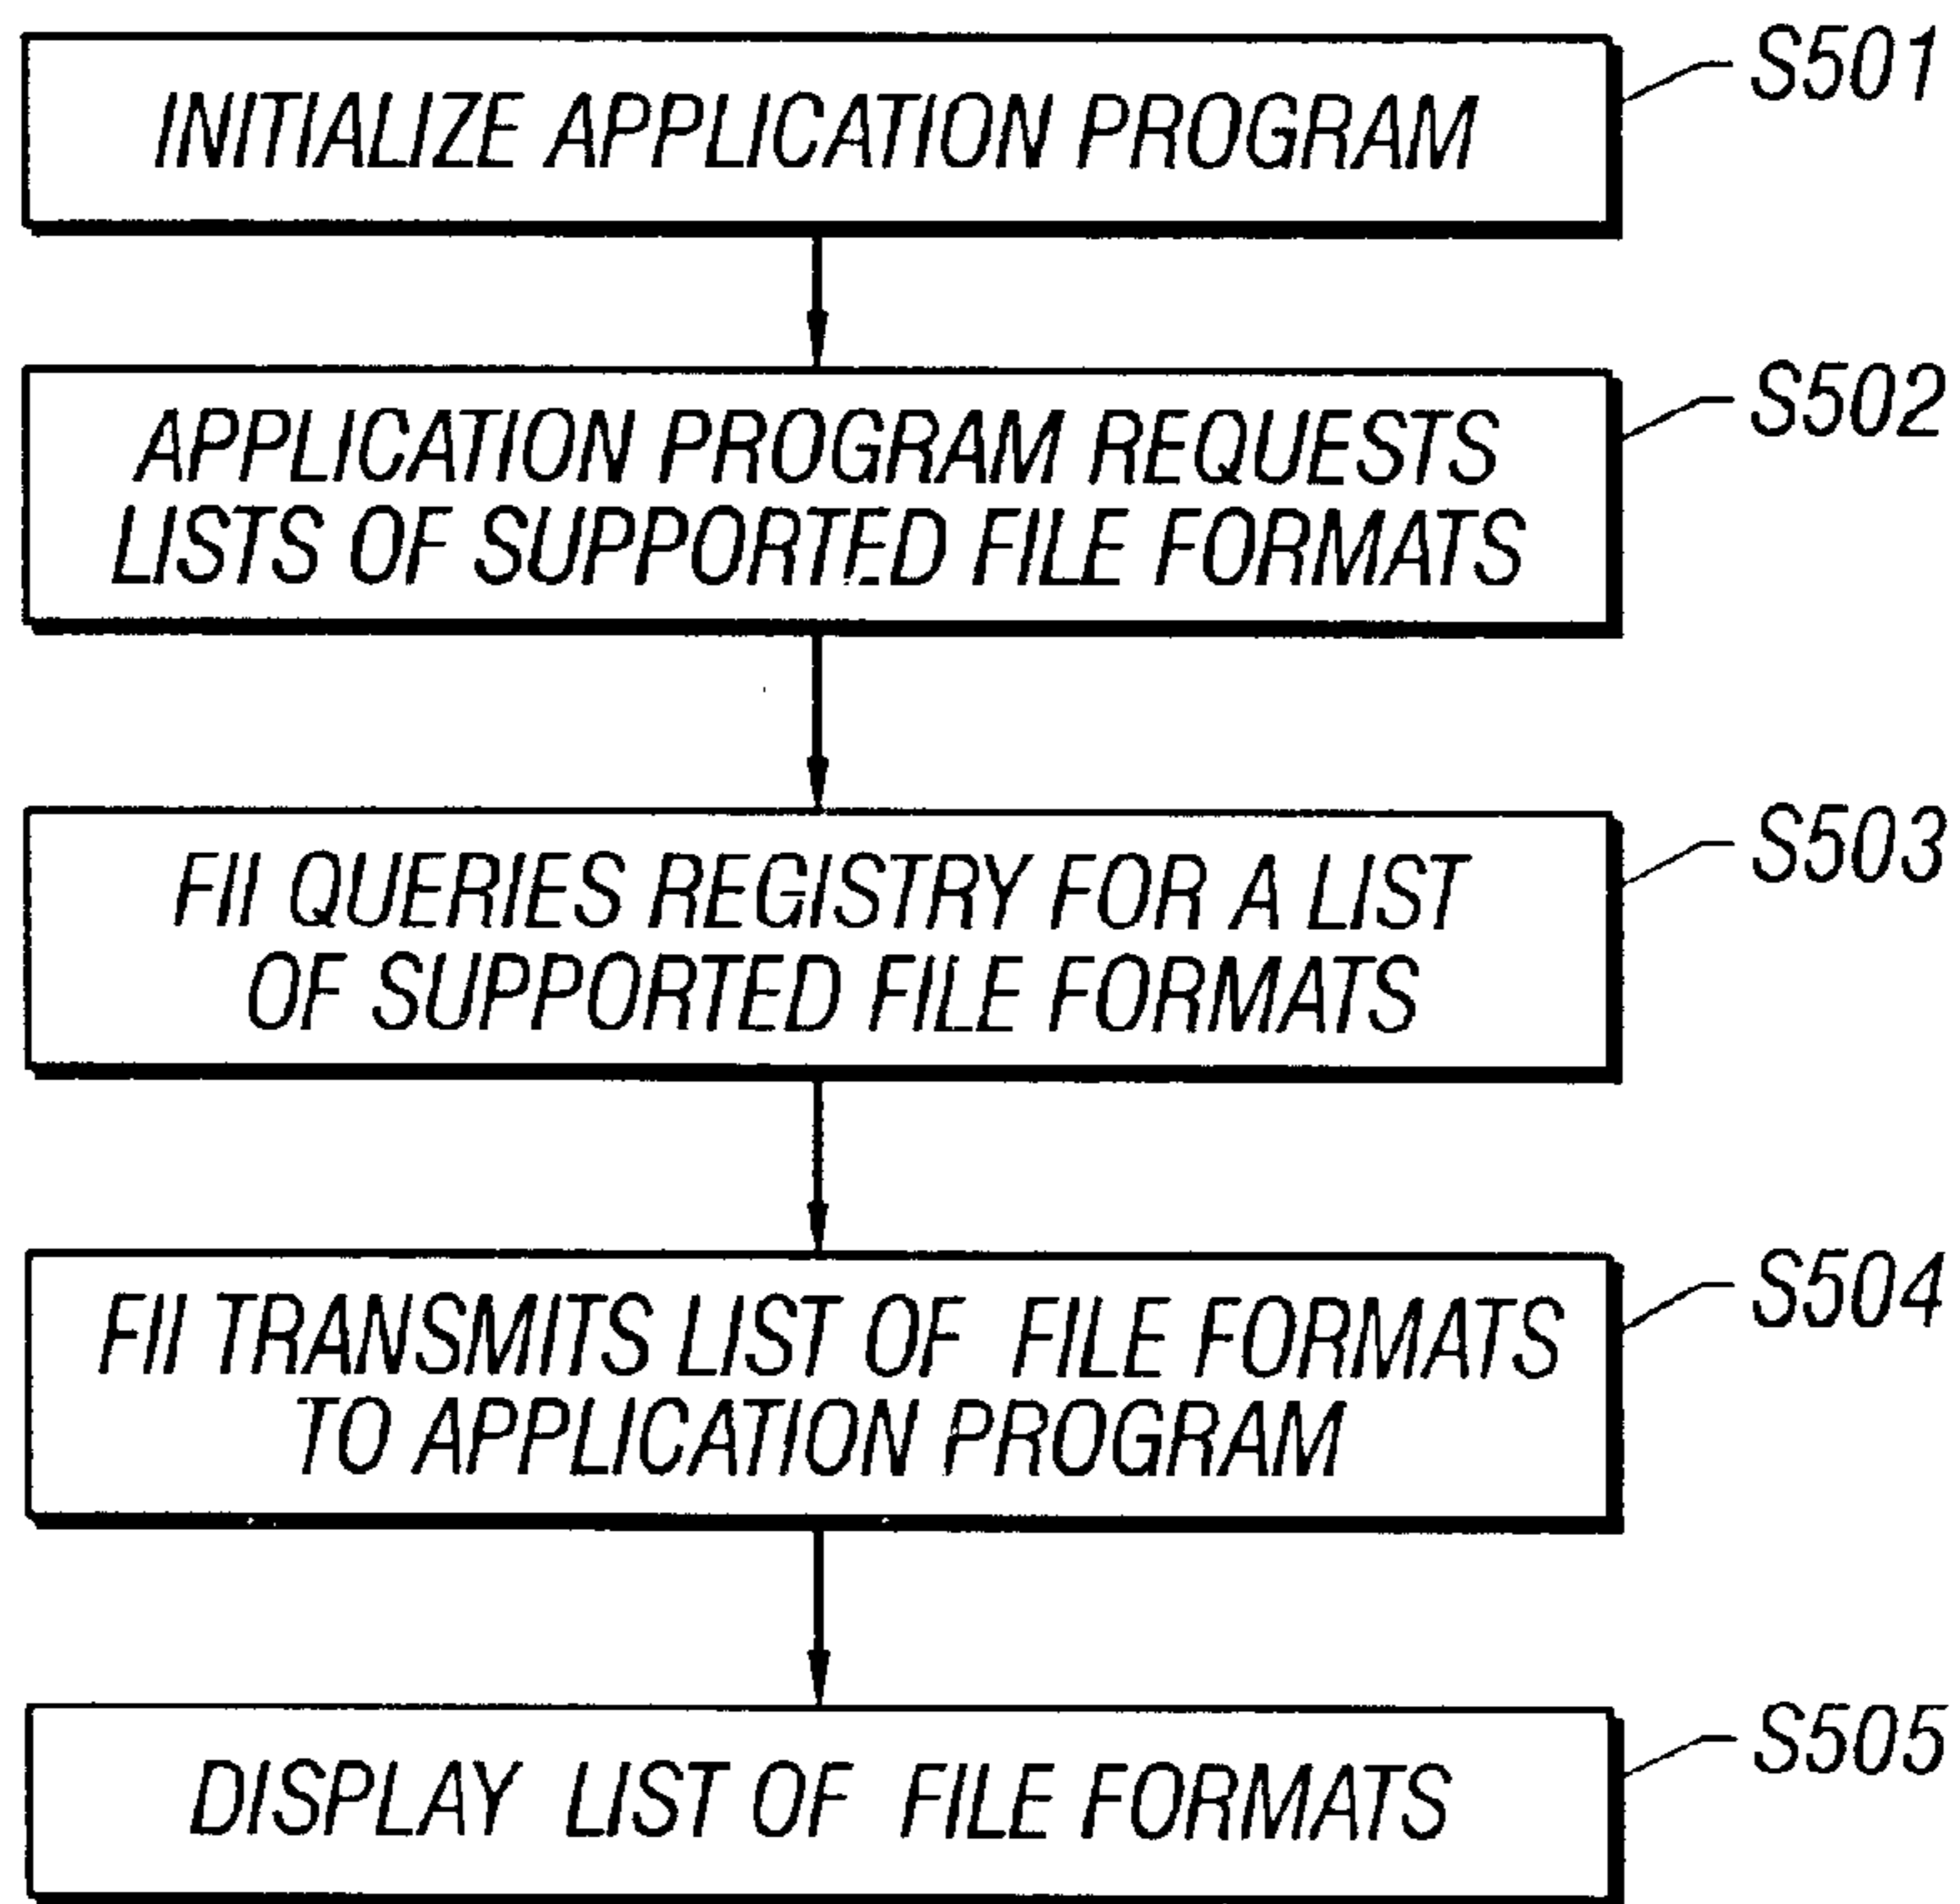 INITIALIZE APPLICATION PROGRAM
S501
APPLICATION PROGRAM REQUESTS
LISTS OF SUPPORTED FILE FORMATS
S502
FII QUERIES REGISTRY FOR A LIST
OF SUPPORTED FILE FORMATS
S503
FII TRANSMITS LIST OF FILE FORMATS
TO APPLICATION PROGRAM
S504
DISPLAY LIST OF FILE FORMATS
S505